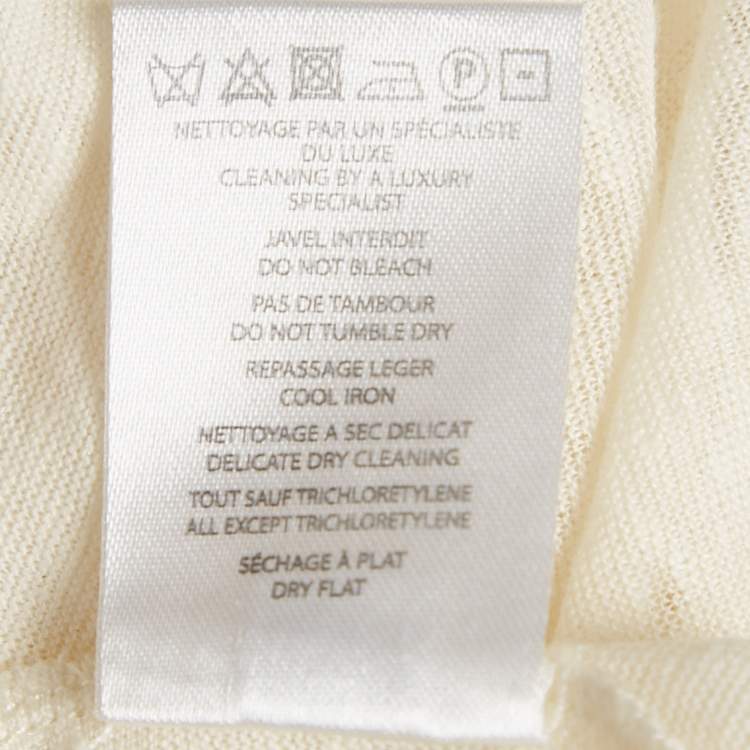 P
NETTOYAGE PAR UN SPÉCIALISTE
DU LUXE
CLEANING BY A LUXURY
SPECIALIST
JAVEL INTERDIT
DO NOT BLEACH
PAS DE TAMBOUR
DO NOT TUMBLE DRY
REPASSAGE LEGER
COOL IRON
NETTOYAGE A SEC DELICAT
DELICATE DRY CLEANING
TOUT SAUF TRICHLORETYLENE
ALL EXCEPT TRICHLORETYLENE
SÉCHAGE À PLAT
DRY FLAT